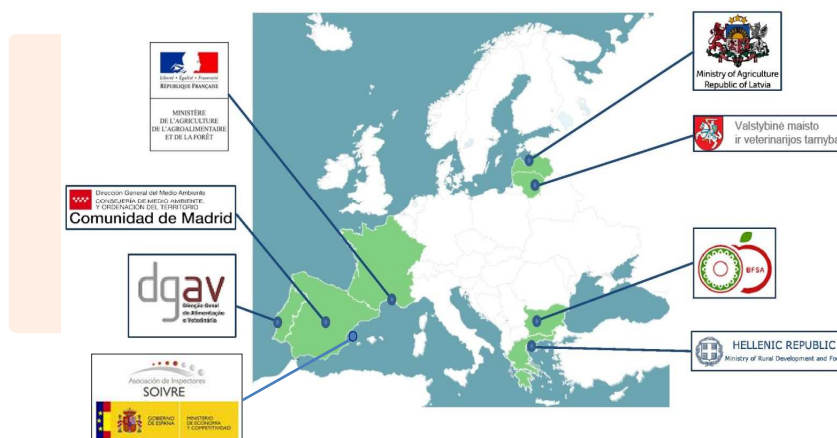 Liberté • Égalité • Fraternité
RÉPUBLIQUE FRANÇAISE
MINISTÈRE
DE L'AGRICULTURE
DE L'AGROALIMENTAIRE
ET DE LA FORÊT
Dirección General del Medio Ambiente
CONSEJERÍA DE MEDIO AMBIENTE,
Y ORDENACIÓN DEL TERRITORIO
Comunidad de Madrid
dgav
Direção Geral
de Alimentação
e Veterinária
Asociación de Inspectores
SOIVRE
GOBIERNO
DE ESPAÑA
MINISTERIO
DE ECONOMÍA
Y COMPETITIVIDAD
Ministry of Agriculture
Republic of Latvia
Valstybinė maisto
ir veterinarijos tarnyba
BFSA
HELLENIC REPUBLIC
Ministry of Rural Development and Foo